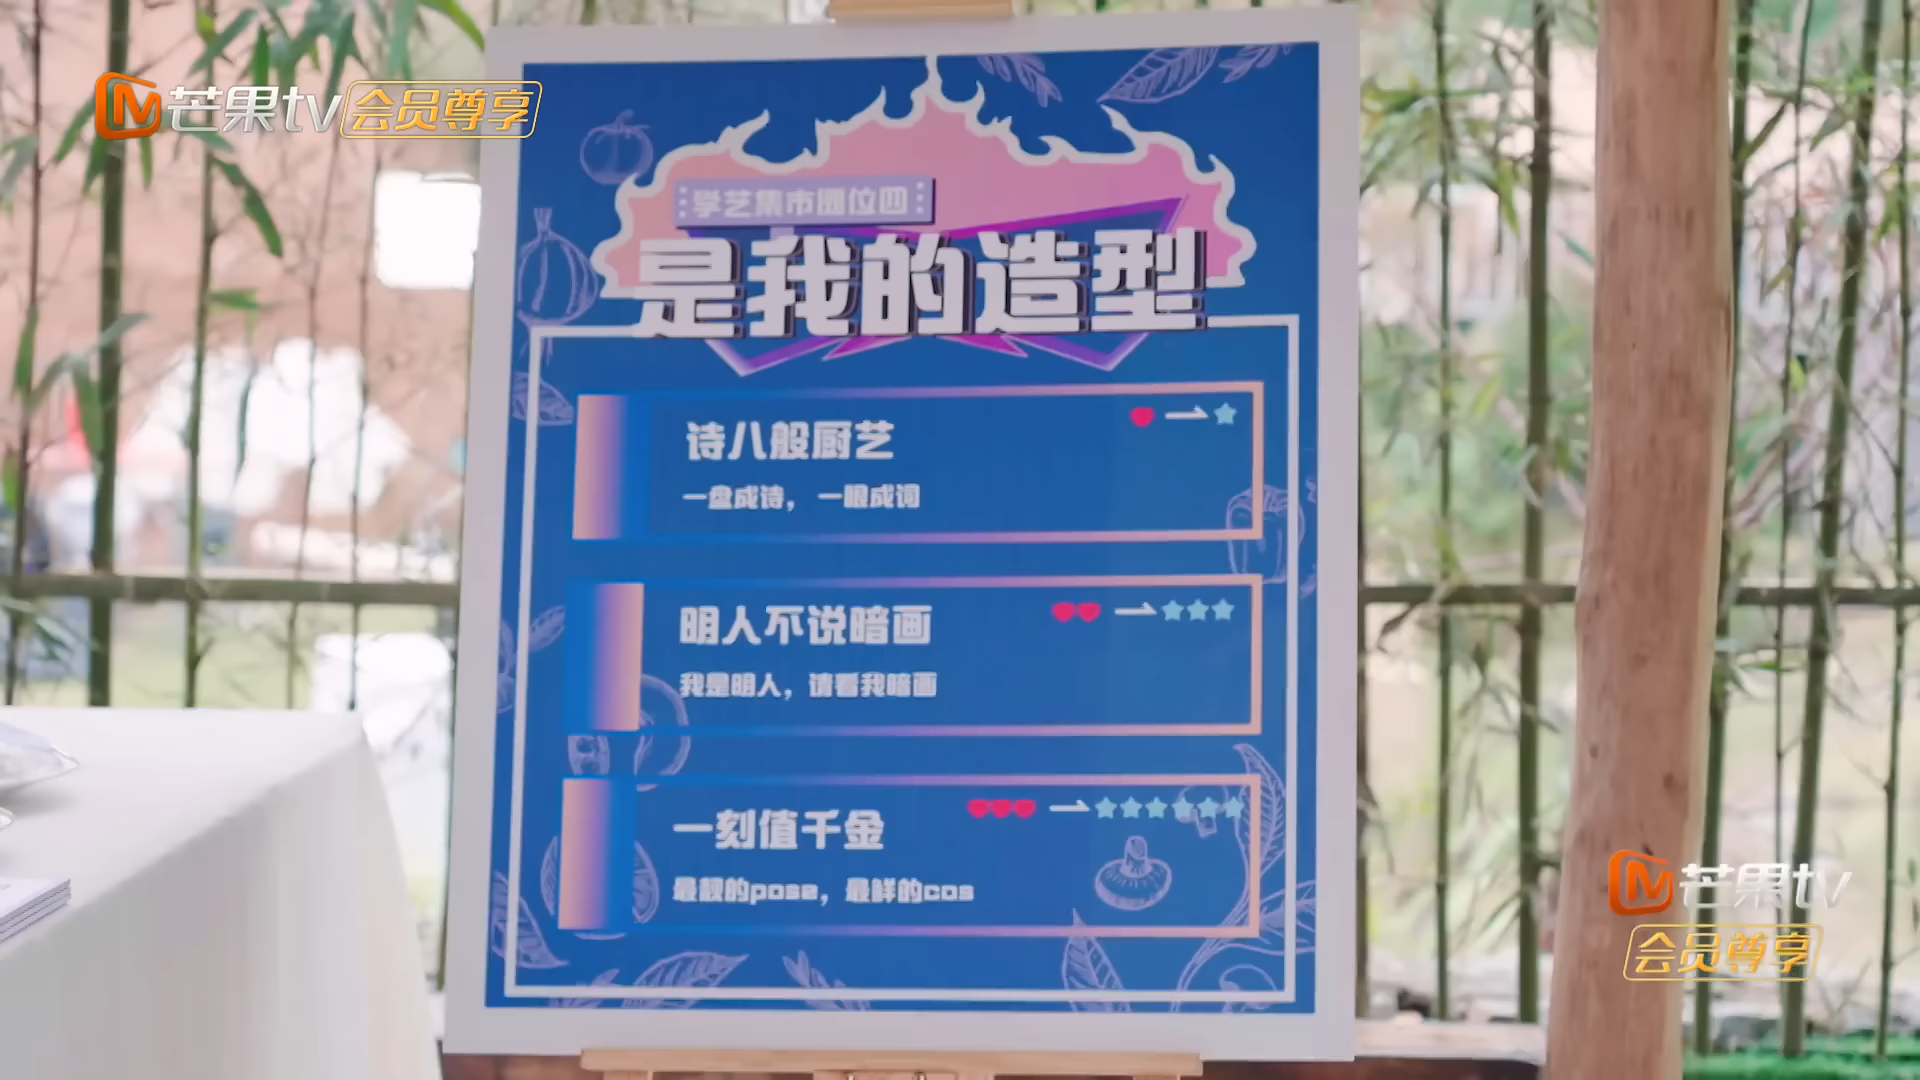 芒果tv
会员尊享
学艺集市摊位四
是我的造型
诗八般厨艺
一盘成诗，一眼成词
明人不说暗画
我是明人，请看我暗画
一刻值千金
最靓的pose，最鲜的cos
芒果tv
会员尊享